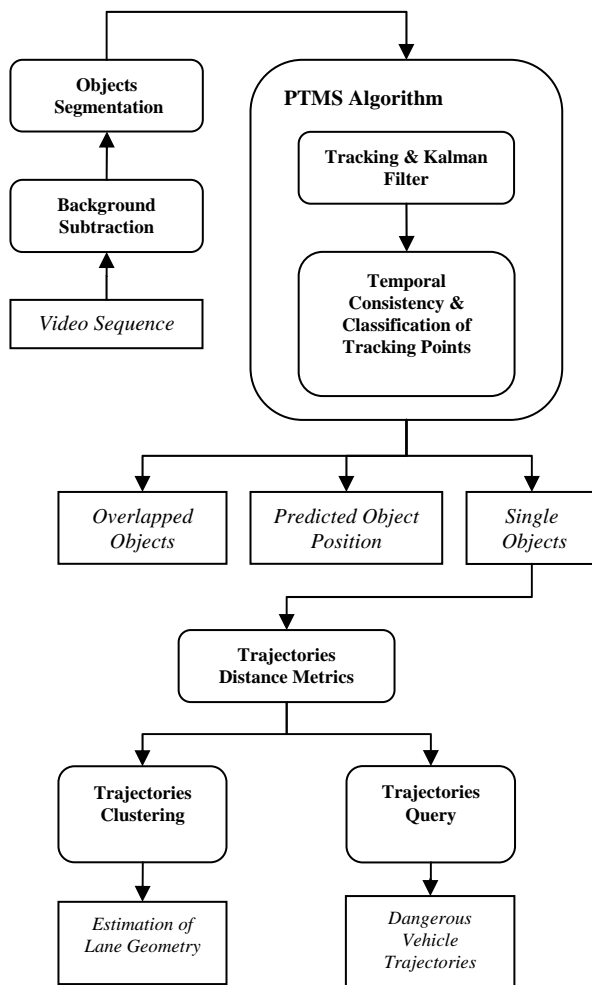 Objects
Segmentation
Background
Subtraction
Video Sequence
PTMS Algorithm
Tracking & Kalman
Filter
Temporal
Consistency &
Classification of
Tracking Points
Overlapped
Objects
Predicted Object
Position
Single
Objects
Trajectories
Distance Metrics
Trajectories
Clustering
Trajectories
Query
Estimation of
Lane Geometry
Dangerous
Vehicle
Trajectories